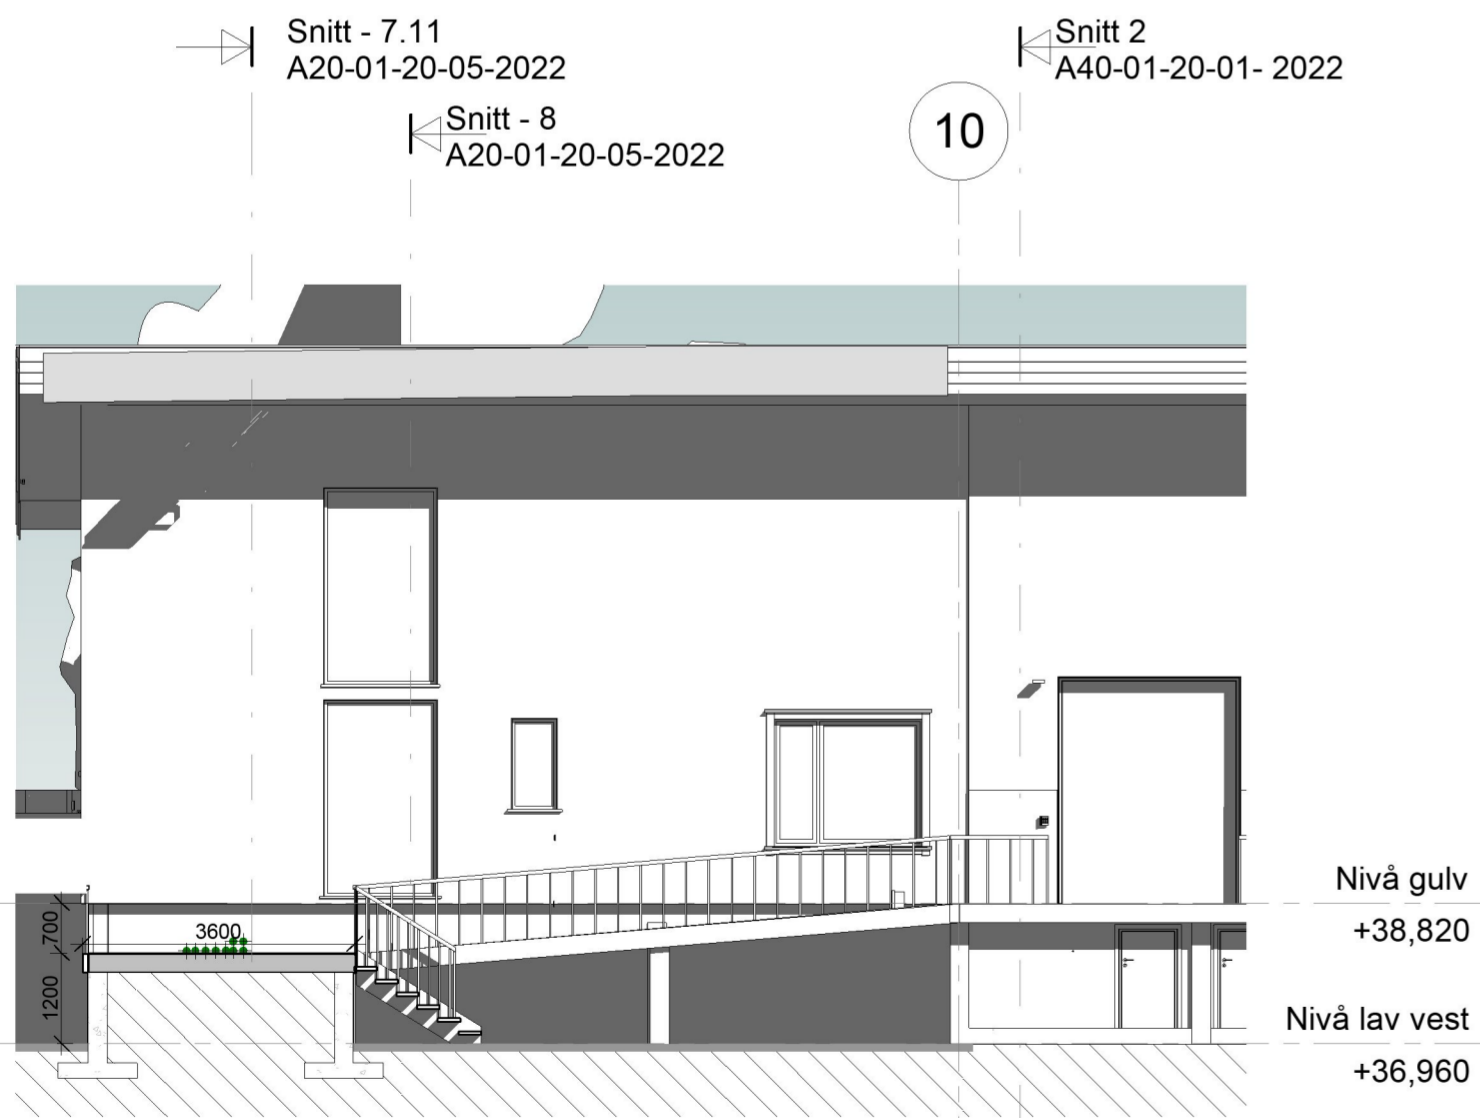 Snitt - 7.11
A20-01-20-05-2022
Snitt - 8
A20-01-20-05-2022
10
Snitt 2
A40-01-20-01- 2022
Nivå gulv
+38,820
700
3600
1200
Nivå lav vest
+36,960